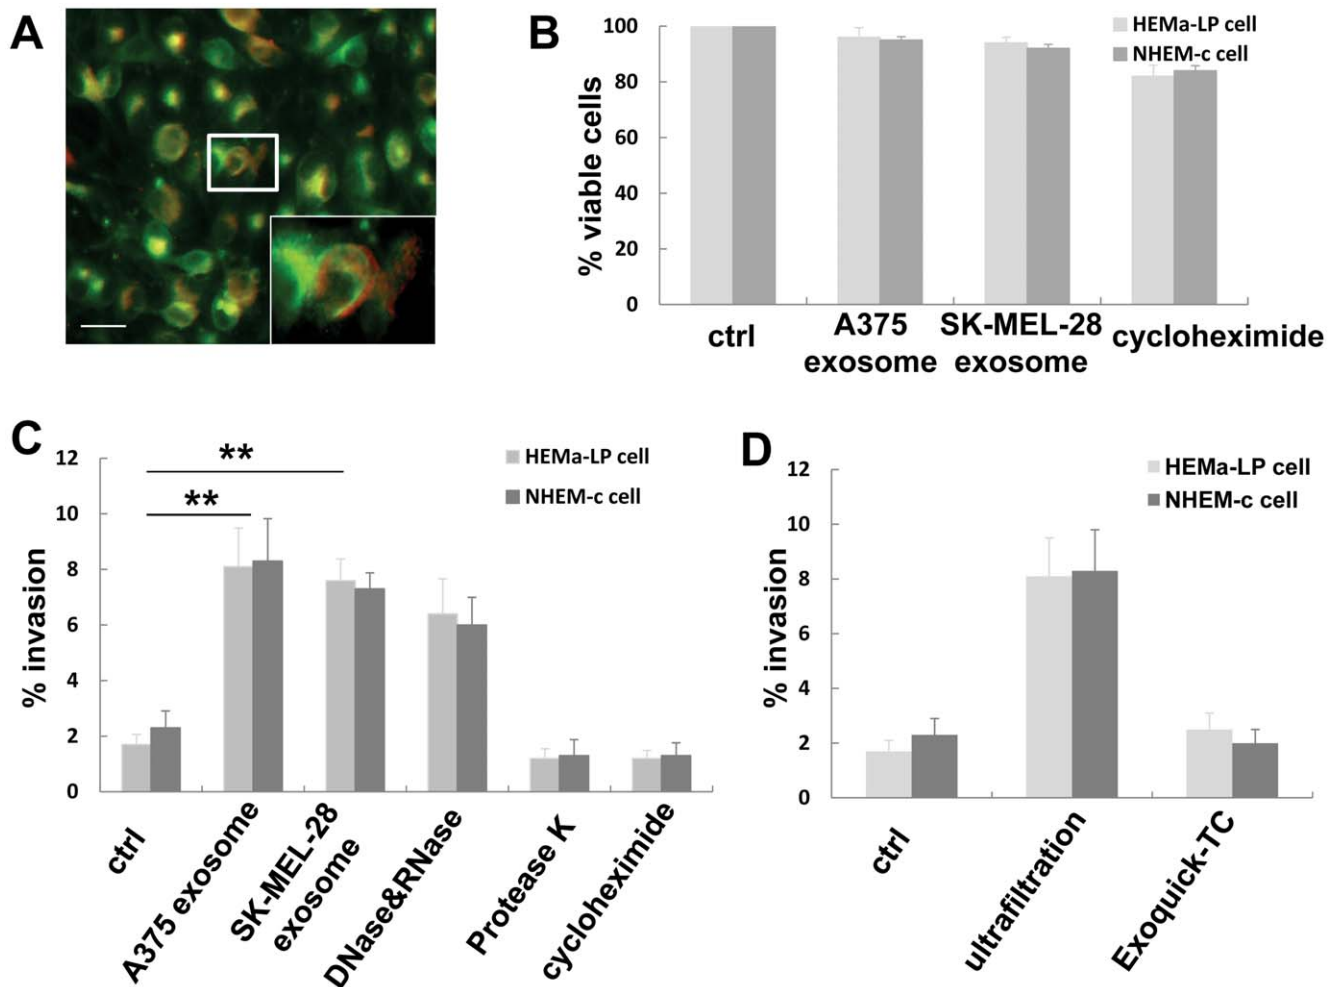 A
B
% viable cells
100
80
60
40
20
0
HEMa-LP cell
NHEM-c cell
ctrl
A375
exosome
SK-MEL-28
exosome
cycloheximide
C
% invasion
12
10
8
6
4
2
0
**
**
HEMa-LP cell
NHEM-c cell
ctrl
A375 exosome
SK-MEL-28
exosome
DNase&RNase
Protease K
cycloheximide
D
% invasion
12
10
8
6
4
2
0
HEMa-LP cell
NHEM-c cell
ctrl
ultrafiltration
Exoquick-TC